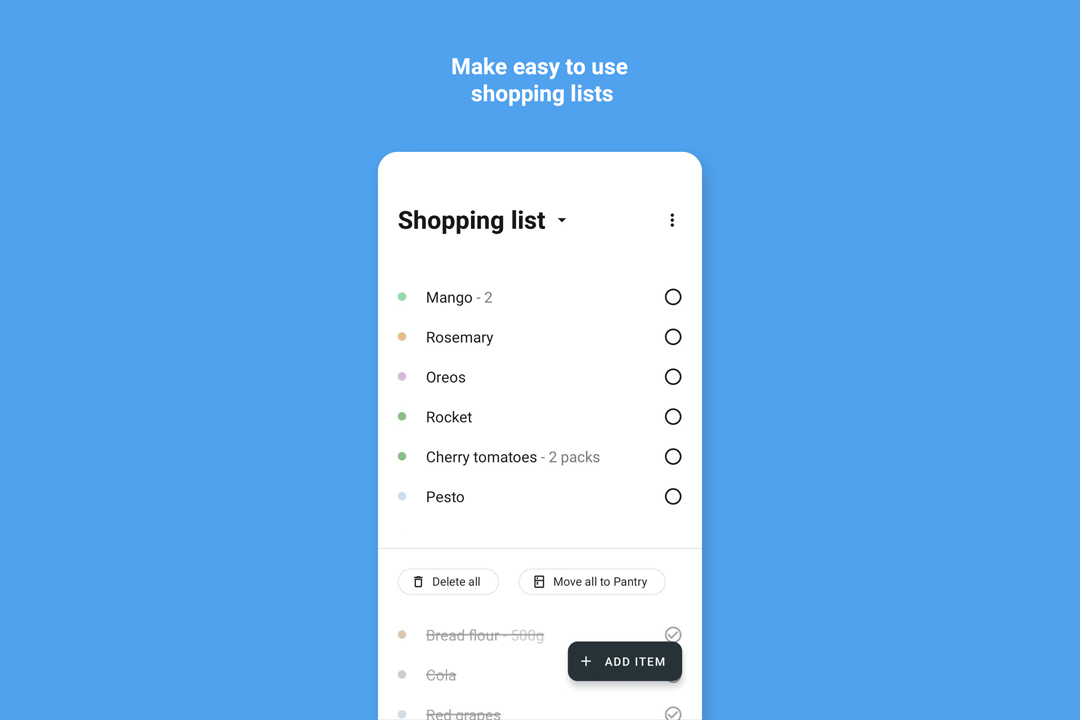 Make easy to use
shopping lists
Shopping list
Mango - 2
Rosemary
Oreos
Rocket
Cherry tomatoes - 2 packs
Pesto
Delete all
Move all to Pantry
Bread flour - 500g
ADD ITEM
Cola
Red grapes